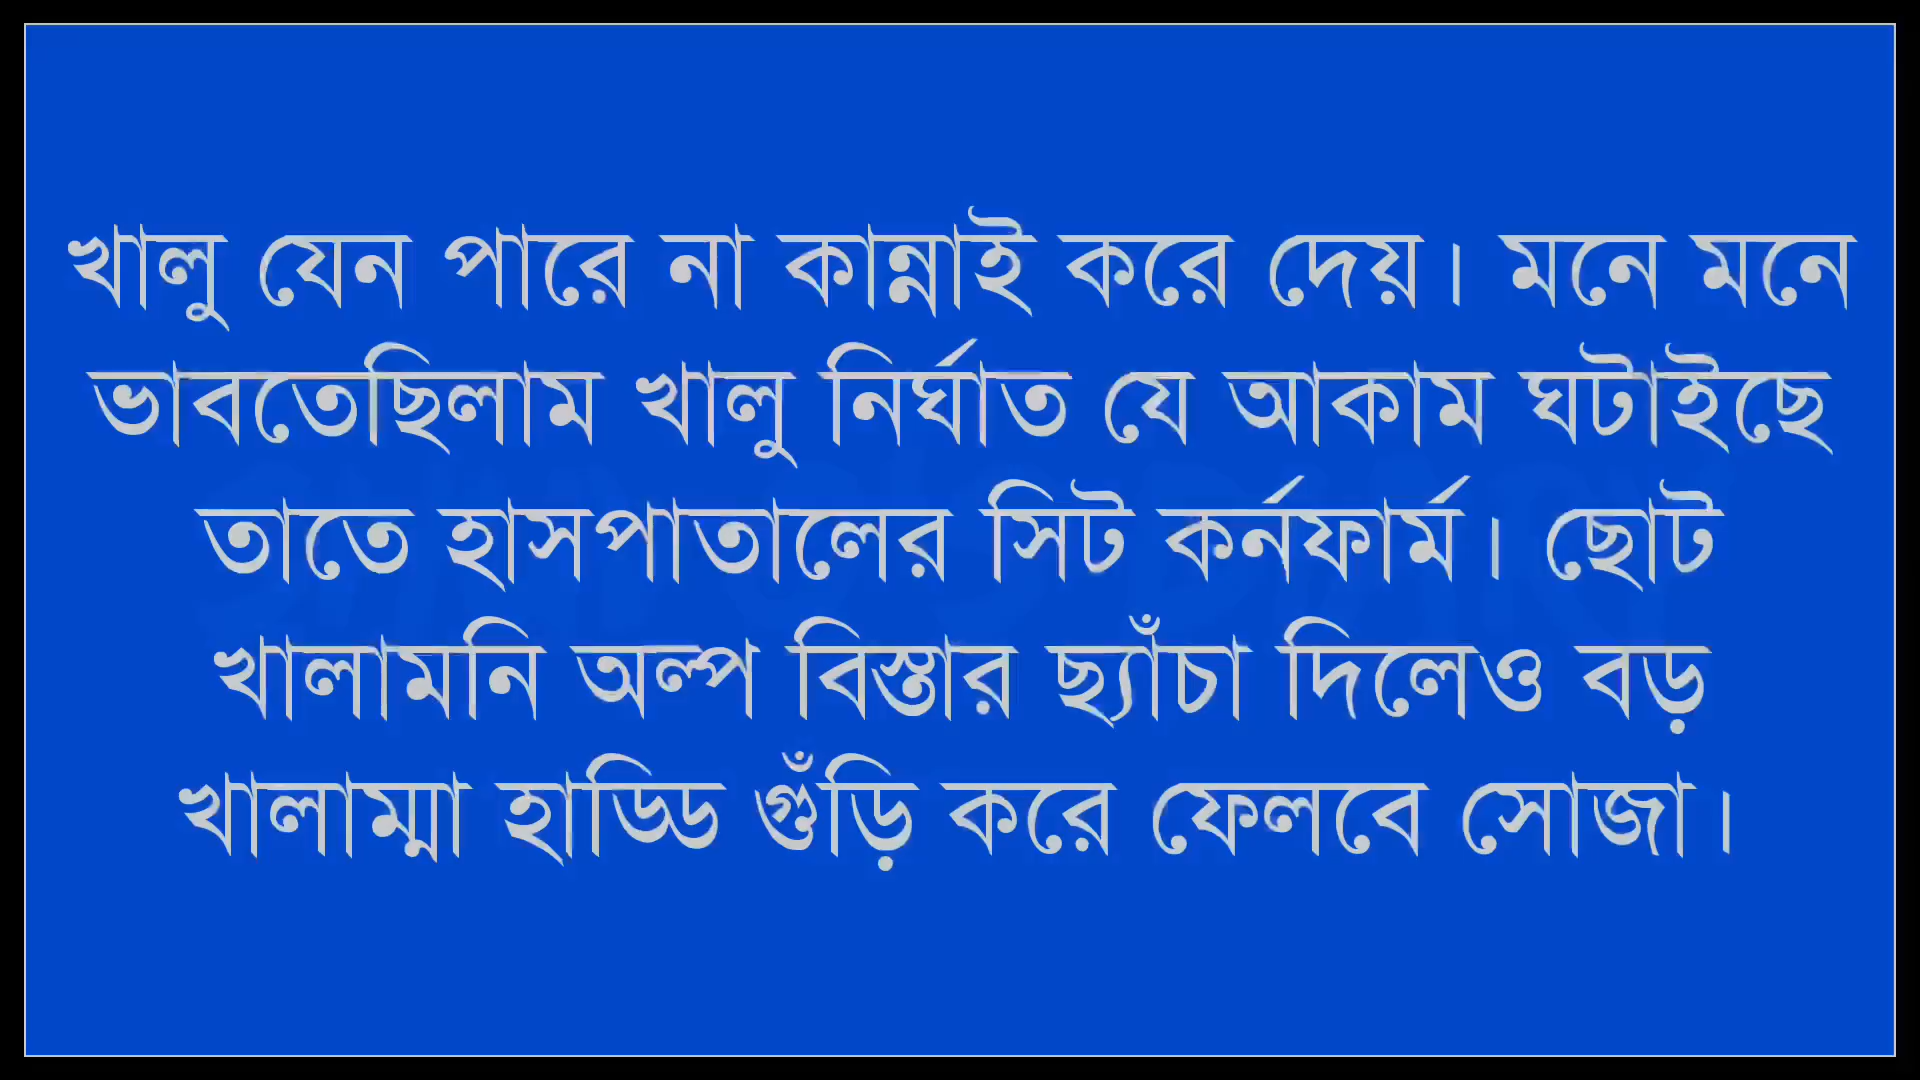 খালু যেন পারে না কান্নাই করে দেয়। মনে মনে
ভাবতেছিলাম খালু নির্ঘাত যে আকাম ঘটাইছে
তাতে হাসপাতালের সিট কর্নফার্ম। ছোট
খালামনি অল্প বিস্তার ছ্যাঁচা দিলেও বড়
খালাম্মা হাড্ডি গুঁড়ি করে ফেলবে সোজা।